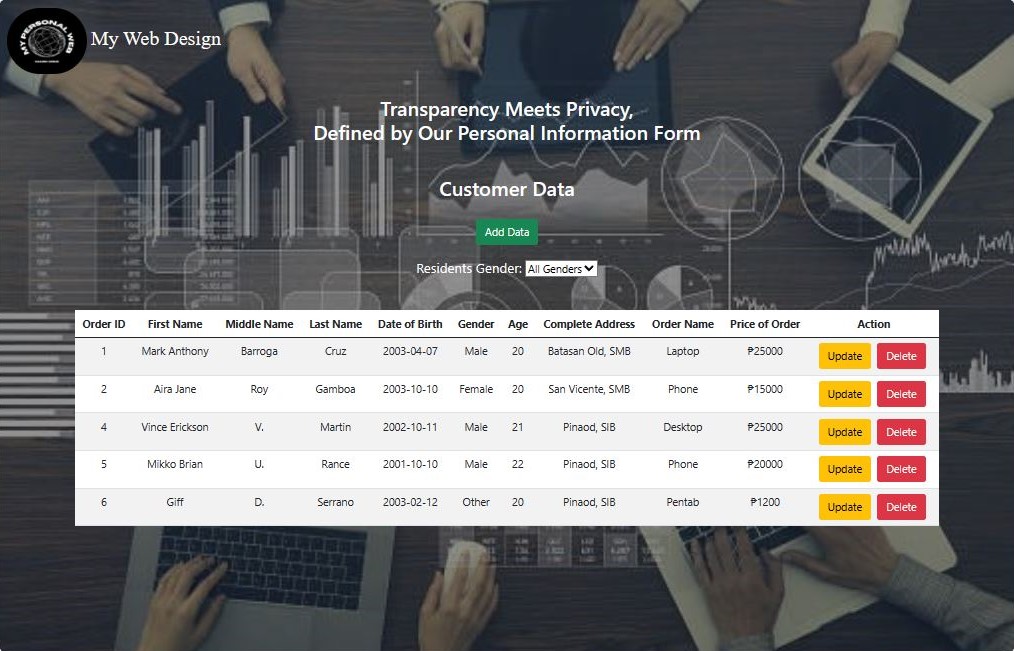 MY PERSONAL WEB
My Web Design
Transparency Meets Privacy,
Defined by Our Personal Information Form
Customer Data
Add Data
Residents Gender: All Genders
Order ID First Name Middle Name Last Name Date of Birth Gender Age Complete Address Order Name Price of Order Action
1 Mark Anthony Barroga Cruz 2003-04-07 Male 20 Batasan Old, SMB Laptop ₱25000 Update Delete
2 Aira Jane Roy Gamboa 2003-10-10 Female 20 San Vicente, SMB Phone ₱15000 Update Delete
4 Vince Erickson V. Martin 2002-10-11 Male 21 Pinaod, SIB Desktop ₱25000 Update Delete
5 Mikko Brian U. Rance 2001-10-10 Male 22 Pinaod, SIB Phone ₱20000 Update Delete
6 Giff D. Serrano 2003-02-12 Other 20 Pinaod, SIB Pentab ₱1200 Update Delete